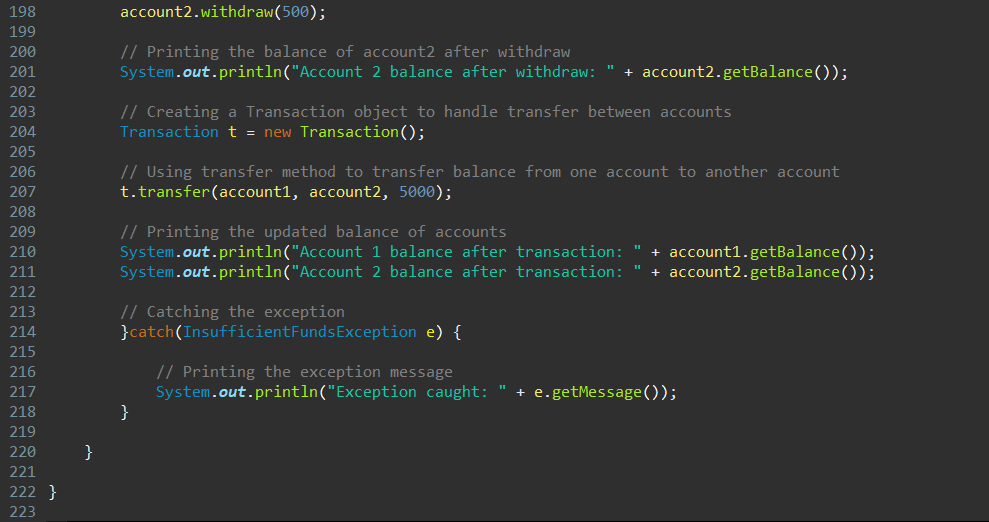 198 account2.withdraw(500);
199
200 // Printing the balance of account2 after withdraw
201 System.out.println("Account 2 balance after withdraw: " + account2.getBalance());
202
203 // Creating a Transaction object to handle transfer between accounts
204 Transaction t = new Transaction();
205
206 // Using transfer method to transfer balance from one account to another account
207 t.transfer(account1, account2, 5000);
208
209 // Printing the updated balance of accounts
210 System.out.println("Account 1 balance after transaction: " + account1.getBalance());
211 System.out.println("Account 2 balance after transaction: " + account2.getBalance());
212
213 // Catching the exception
214 }catch(InsufficientFundsException e) {
215
216 // Printing the exception message
217 System.out.println("Exception caught: " + e.getMessage());
218 }
219
220 }
221
222 }
223